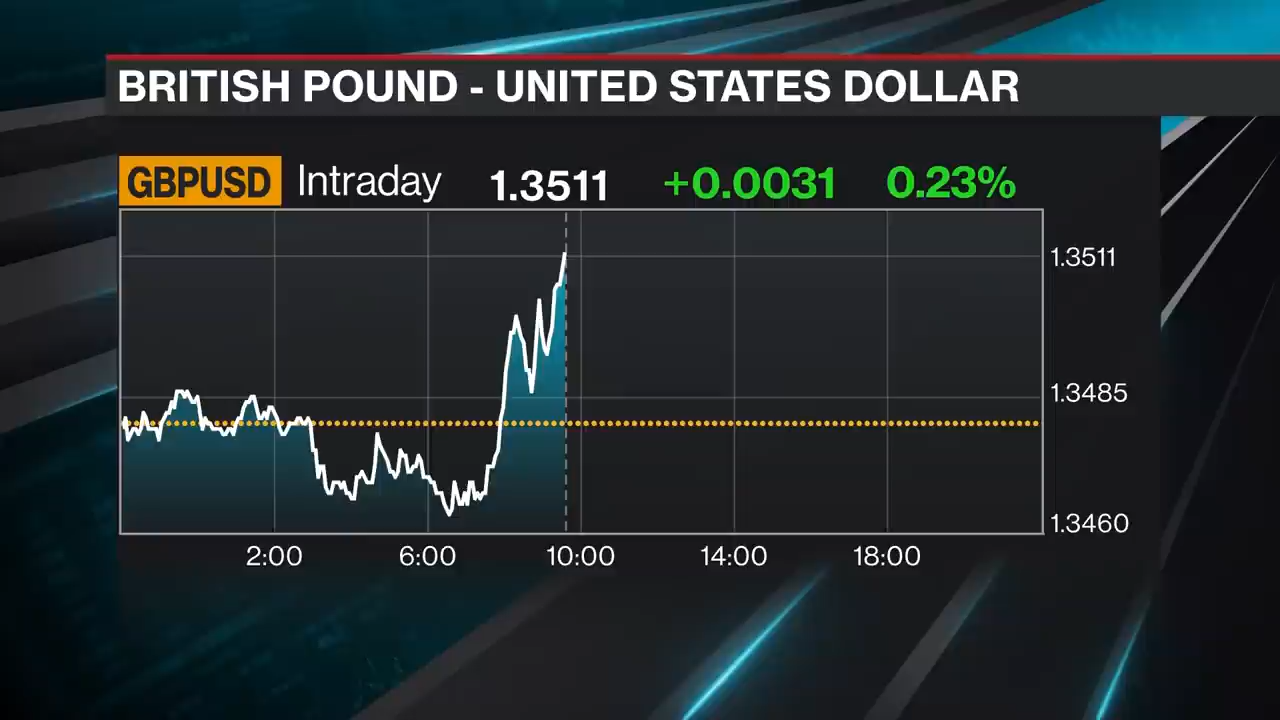 BRITISH POUND - UNITED STATES DOLLAR
GBPUSD Intraday 1.3511 +0.0031 0.23%
1.3511
1.3485
1.3460
2:00 6:00 10:00 14:00 18:00